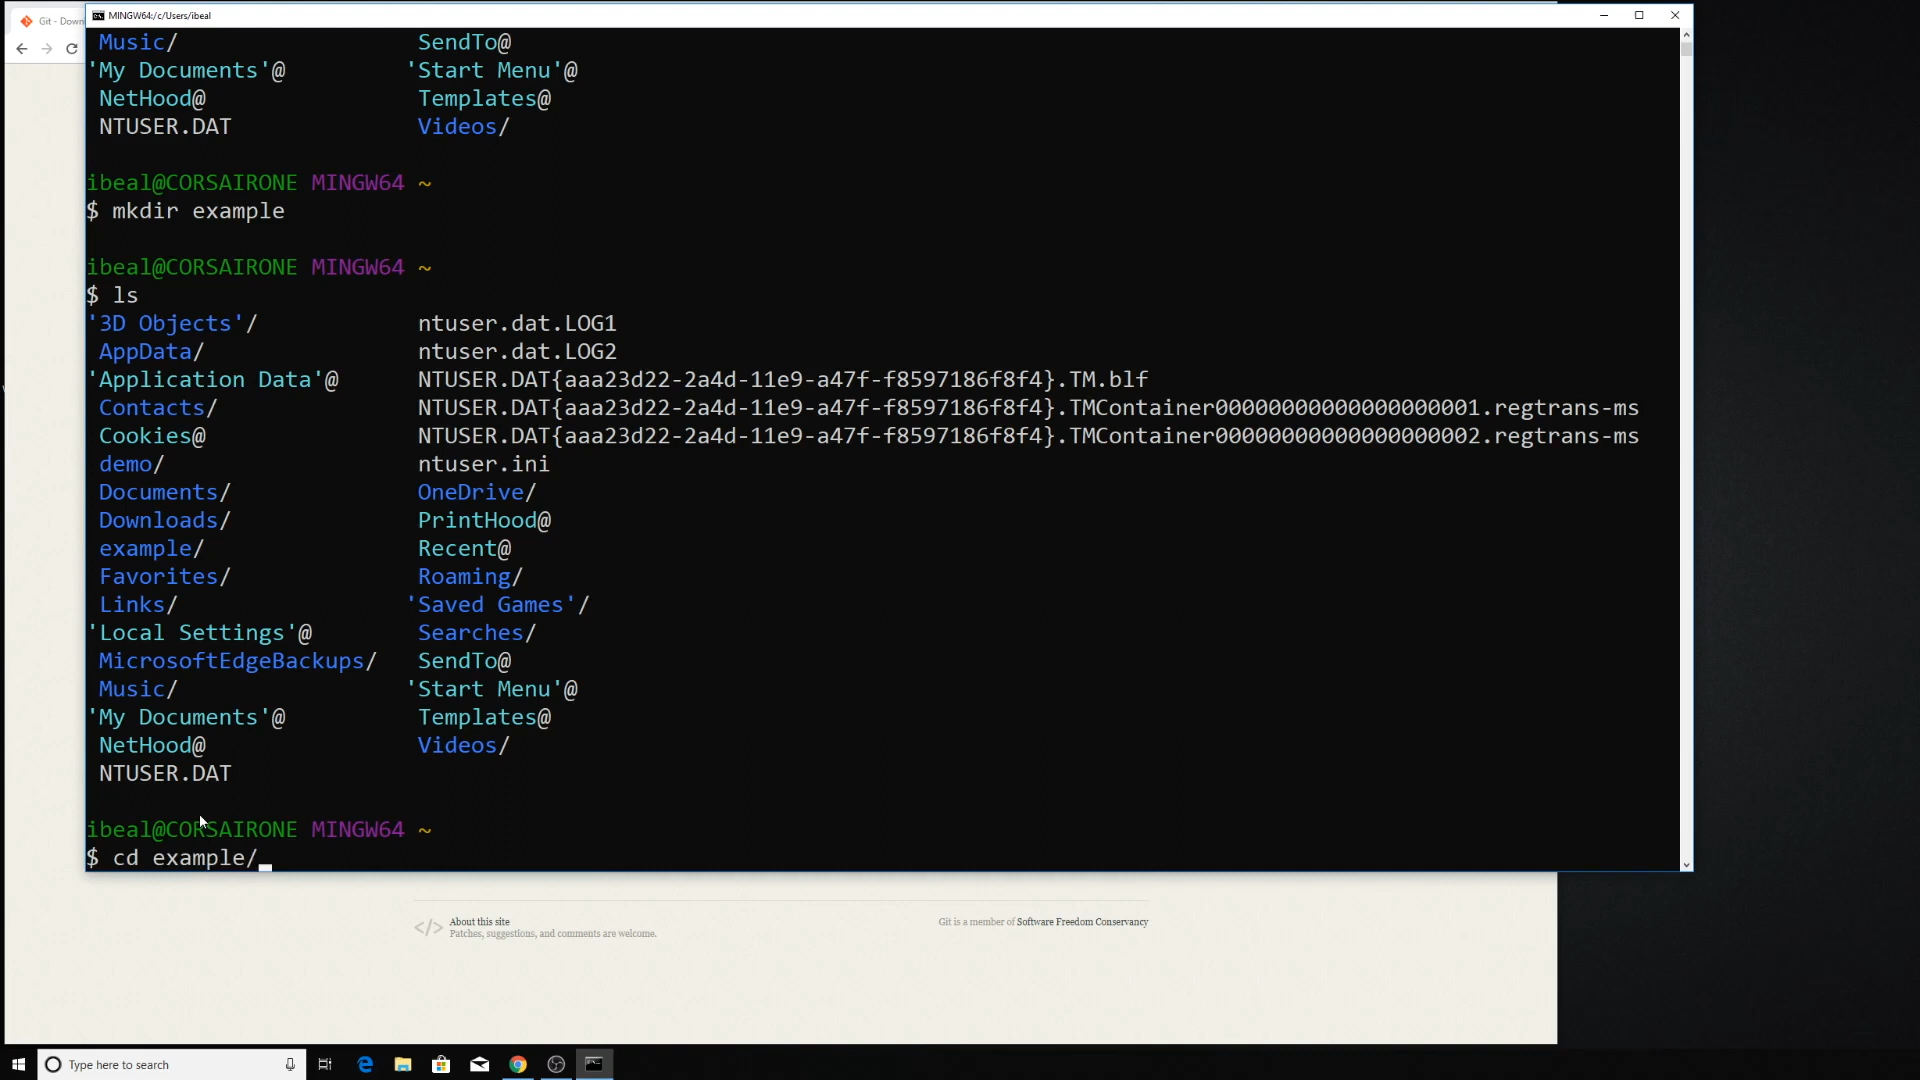 Git - Down
MINGW64:/c/Users/ibeal
Music/ SendTo@
'My Documents'@ 'Start Menu'@
NetHood@ Templates@
NTUSER.DAT Videos/
ibeal@CORSAIRONE MINGW64 ~
$ mkdir example
ibeal@CORSAIRONE MINGW64 ~
$ ls
'3D Objects'/ ntuser.dat.LOG1
AppData/ ntuser.dat.LOG2
'Application Data'@ NTUSER.DAT{aaa23d22-2a4d-11e9-a47f-f8597186f8f4}.TM.blf
Contacts/ NTUSER.DAT{aaa23d22-2a4d-11e9-a47f-f8597186f8f4}.TMContainer00000000000000000001.regtrans-ms
Cookies@ NTUSER.DAT{aaa23d22-2a4d-11e9-a47f-f8597186f8f4}.TMContainer00000000000000000002.regtrans-ms
demo/ ntuser.ini
Documents/ OneDrive/
Downloads/ PrintHood@
example/ Recent@
Favorites/ Roaming/
Links/ 'Saved Games'/
'Local Settings'@ Searches/
MicrosoftEdgeBackups/ SendTo@
Music/ 'Start Menu'@
'My Documents'@ Templates@
NetHood@ Videos/
NTUSER.DAT
ibeal@CORSAIRONE MINGW64 ~
$ cd example/
</> About this site Git is a member of Software Freedom Conservancy
Patches, suggestions, and comments are welcome.
Type here to search